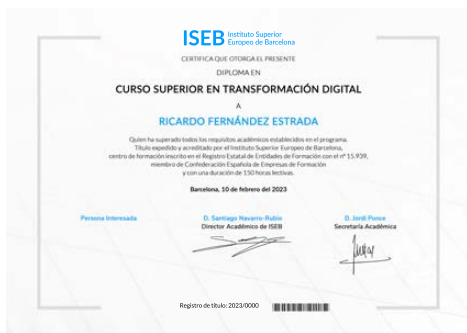 ISEB Instituto Superior
Europeo de Barcelona
CERTIFICA QUE OTORGA EL PRESENTE
DIPLOMA EN
CURSO SUPERIOR EN TRANSFORMACIÓN DIGITAL
A
RICARDO FERNÁNDEZ ESTRADA
Quien ha superado todos los requisitos académicos establecidos en el programa.
Título expedido y acreditado por el Instituto Superior Europeo de Barcelona,
centro de formación inscrito en el Registro Estatal de Entidades de Formación con el nº 15.939,
miembro de Confederación Española de Empresas de Formación
y con una duración de 150 horas lectivas.
Barcelona, 10 de febrero del 2023
Persona Interesada
D. Santiago Navarro-Rubio
D. Jordi Ponce
Director Académico de ISEB
Secretaría Académica
Registro de título: 2023/0000